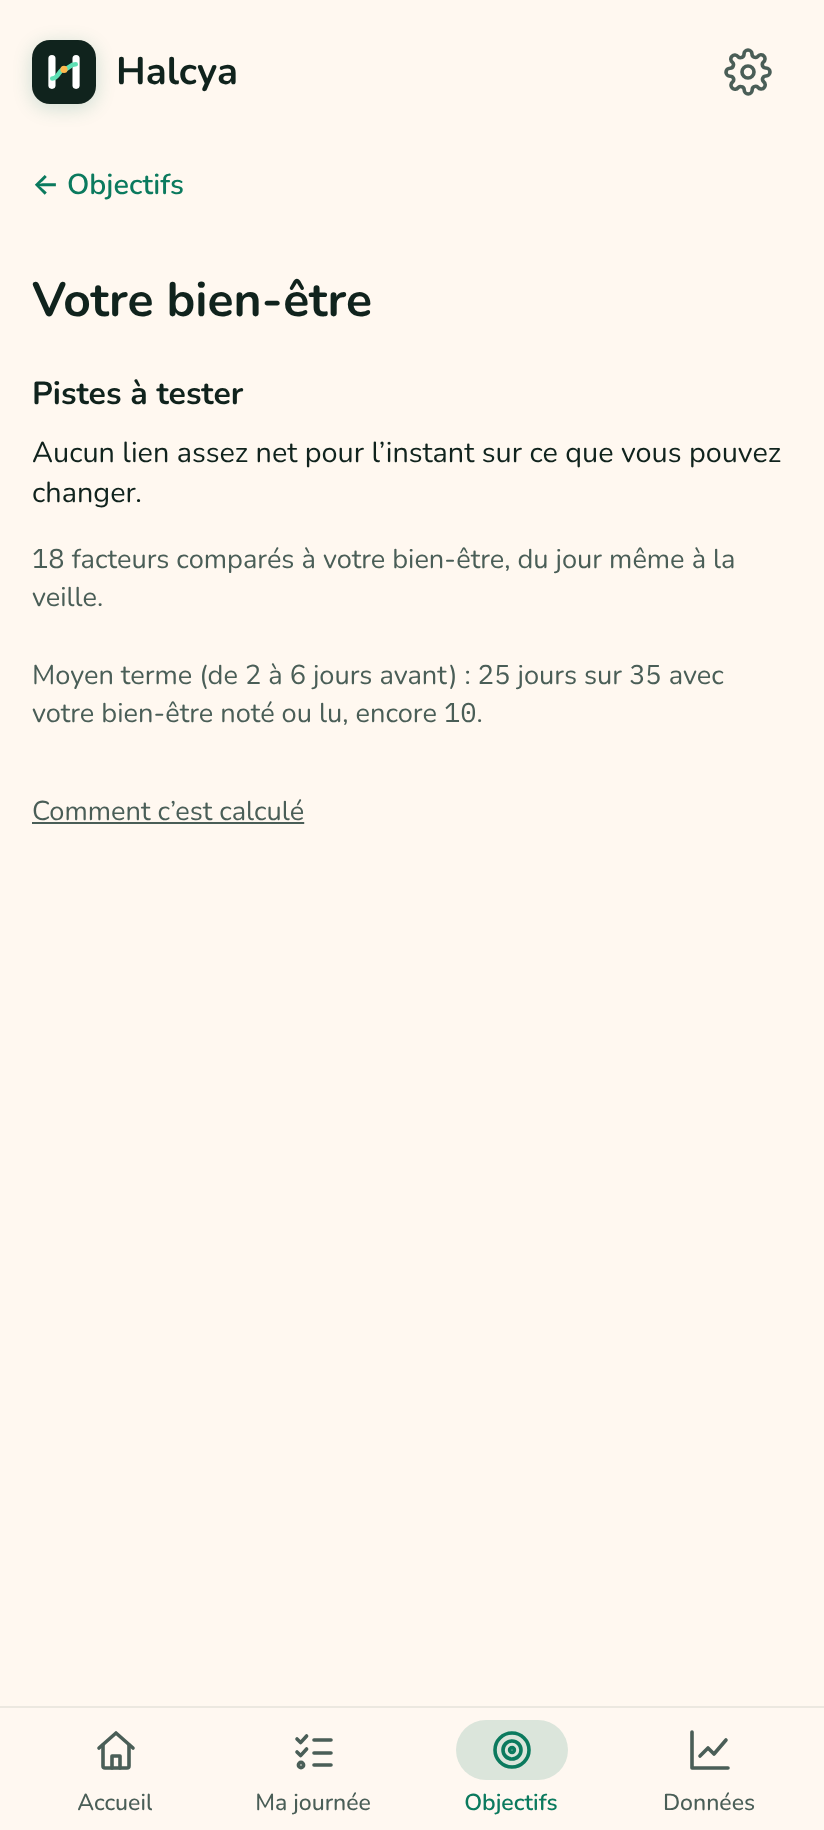 Halcya
← Objectifs
Votre bien-être
Pistes à tester
Aucun lien assez net pour l’instant sur ce que vous pouvez
changer.
18 facteurs comparés à votre bien-être, du jour même à la
veille.
Moyen terme (de 2 à 6 jours avant) : 25 jours sur 35 avec
votre bien-être noté ou lu, encore 10.
Comment c’est calculé
Accueil
Ma journée
Objectifs
Données